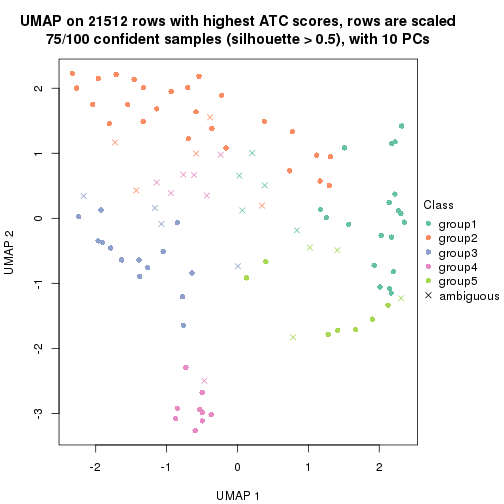 UMAP on 21512 rows with highest ATC scores, rows are scaled
75/100 confident samples (silhouette > 0.5), with 10 PCs
2
1
0
-1
-2
-3
UMAP 2
-2
-1
0
1
2
UMAP 1
Class
group1
group2
group3
group4
group5
ambiguous